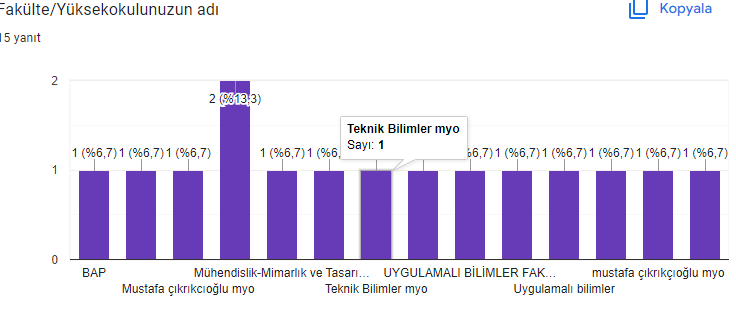 Fakülte/Yüksekokulunuzun adı
Kopyala
15 yanıt
2
2 (%13,3)
Teknik Bilimler myo
Sayı: 1
1 (%6,7) 1 (%6,7) 1 (%6,7) 1 (%6,7) 1 (%6,7) 1 (%6,7) 1 (%6,7) 1 (%6,7) 1 (%6,7) 1 (%6,7) 1 (%6,7)
1
0
BAP
Mühendislik-Mimarlık ve Tasarı…
UYGULAMALI BİLİMLER FAK…
mustafa çıkrıkçıoğlu myo
Mustafa çıkrıkcıoğlu myo
Teknik Bilimler myo
Uygulamalı bilimler